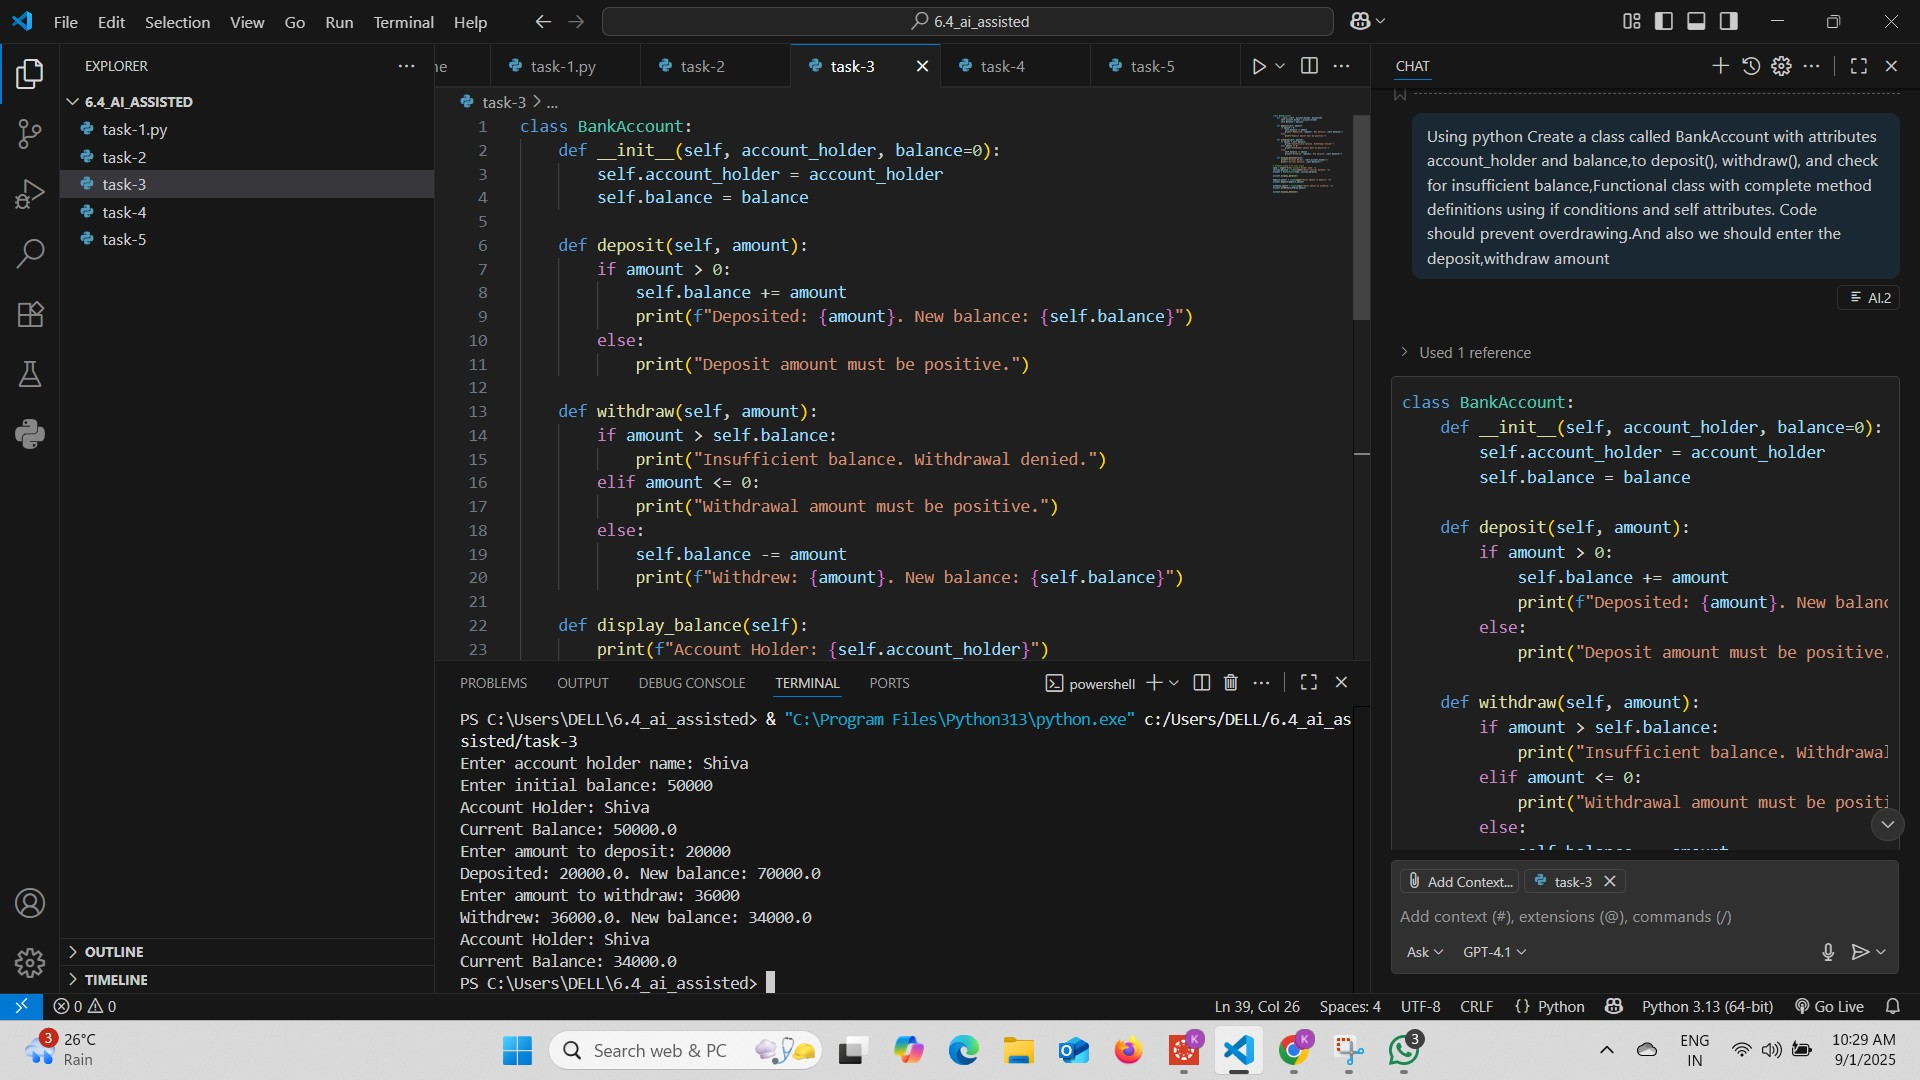 File Edit Selection View Go Run Terminal Help
6.4_ai_assisted
EXPLORER
6.4_AI_ASSISTED
task-1.py
task-2
task-3
task-4
task-5
OUTLINE
TIMELINE
ne task-1.py task-2 task-3 task-4 task-5
task-3 > ...
1 class BankAccount:
2 def __init__(self, account_holder, balance=0):
3 self.account_holder = account_holder
4 self.balance = balance
5
6 def deposit(self, amount):
7 if amount > 0:
8 self.balance += amount
9 print(f"Deposited: {amount}. New balance: {self.balance}")
10 else:
11 print("Deposit amount must be positive.")
12
13 def withdraw(self, amount):
14 if amount > self.balance:
15 print("Insufficient balance. Withdrawal denied.")
16 elif amount <= 0:
17 print("Withdrawal amount must be positive.")
18 else:
19 self.balance -= amount
20 print(f"Withdrew: {amount}. New balance: {self.balance}")
21
22 def display_balance(self):
23 print(f"Account Holder: {self.account_holder}")
PROBLEMS OUTPUT DEBUG CONSOLE TERMINAL PORTS
powershell
PS C:\Users\DELL\6.4_ai_assisted> & "C:\Program Files\Python313\python.exe" c:/Users/DELL/6.4_ai_as
sisted/task-3
Enter account holder name: Shiva
Enter initial balance: 50000
Account Holder: Shiva
Current Balance: 50000.0
Enter amount to deposit: 20000
Deposited: 20000.0. New balance: 70000.0
Enter amount to withdraw: 36000
Withdrew: 36000.0. New balance: 34000.0
Account Holder: Shiva
Current Balance: 34000.0
PS C:\Users\DELL\6.4_ai_assisted>
CHAT
Using python Create a class called BankAccount with attributes
account_holder and balance,to deposit(), withdraw(), and check
for insufficient balance,Functional class with complete method
definitions using if conditions and self attributes. Code
should prevent overdrawing.And also we should enter the
deposit,withdraw amount
AI.2
Used 1 reference
class BankAccount:
def __init__(self, account_holder, balance=0):
self.account_holder = account_holder
self.balance = balance
def deposit(self, amount):
if amount > 0:
self.balance += amount
print(f"Deposited: {amount}. New balanc
else:
print("Deposit amount must be positive.
def withdraw(self, amount):
if amount > self.balance:
print("Insufficient balance. Withdrawal
elif amount <= 0:
print("Withdrawal amount must be positi
else:
Add Context... task-3
Add context (#), extensions (@), commands (/)
Ask GPT-4.1
0 0
Ln 39, Col 26 Spaces: 4 UTF-8 CRLF {} Python Python 3.13 (64-bit) Go Live
3
26°C
Rain
Search web & PC
K
K
3
ENG
IN
10:29 AM
9/1/2025